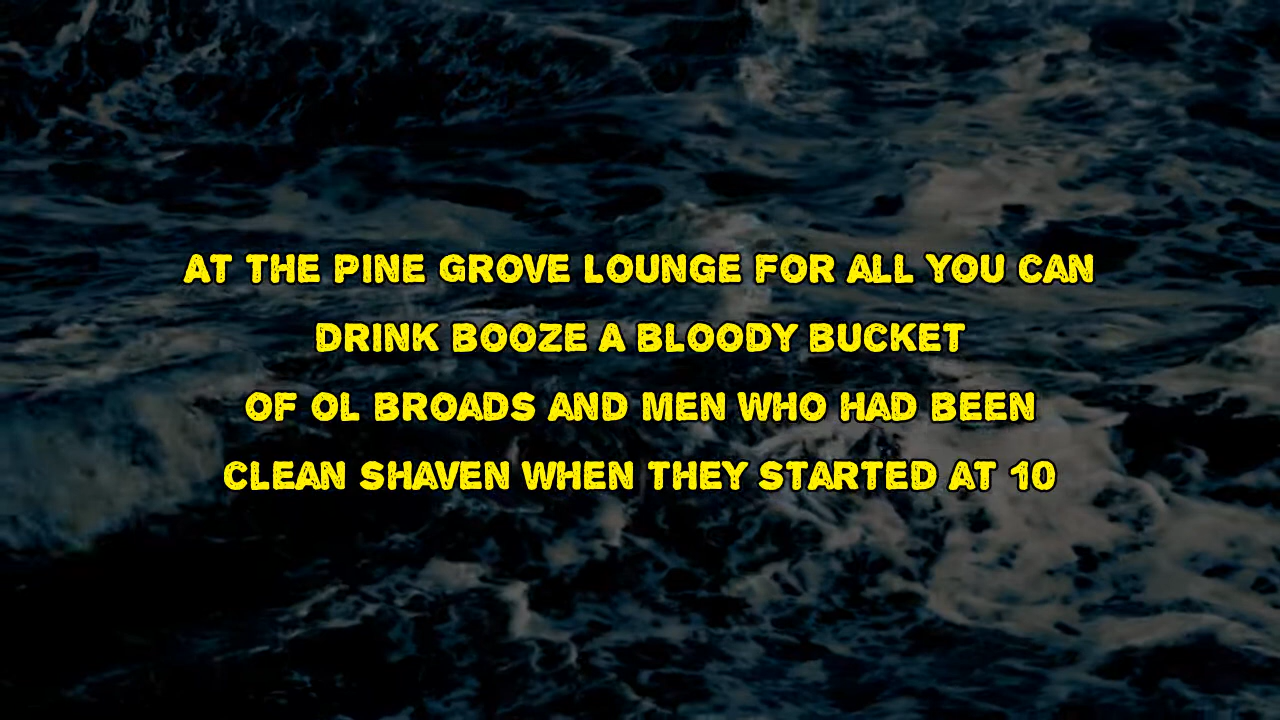 AT THE PINE GROVE LOUNGE FOR ALL YOU CAN
DRINK BOOZE A BLOODY BUCKET
OF OL BROADS AND MEN WHO HAD BEEN
CLEAN SHAVEN WHEN THEY STARTED AT 10